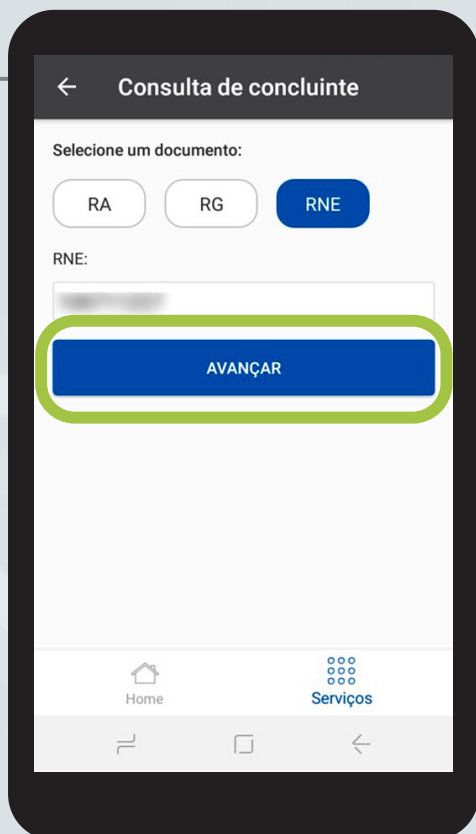 Consulta de concluinte
Selecione um documento:
RA RG RNE
RNE:
AVANÇAR
Home Serviços